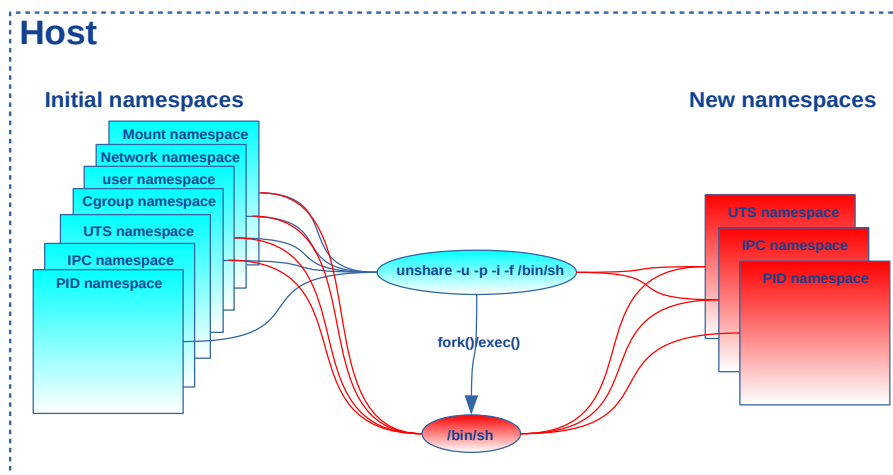 Host
Initial namespaces
New namespaces
Mount namespace
Network namespace
user namespace
Cgroup namespace
UTS namespace
IPC namespace
PID namespace
unshare -u -p -i -f /bin/sh
fork()/exec()
/bin/sh
UTS namespace
IPC namespace
PID namespace